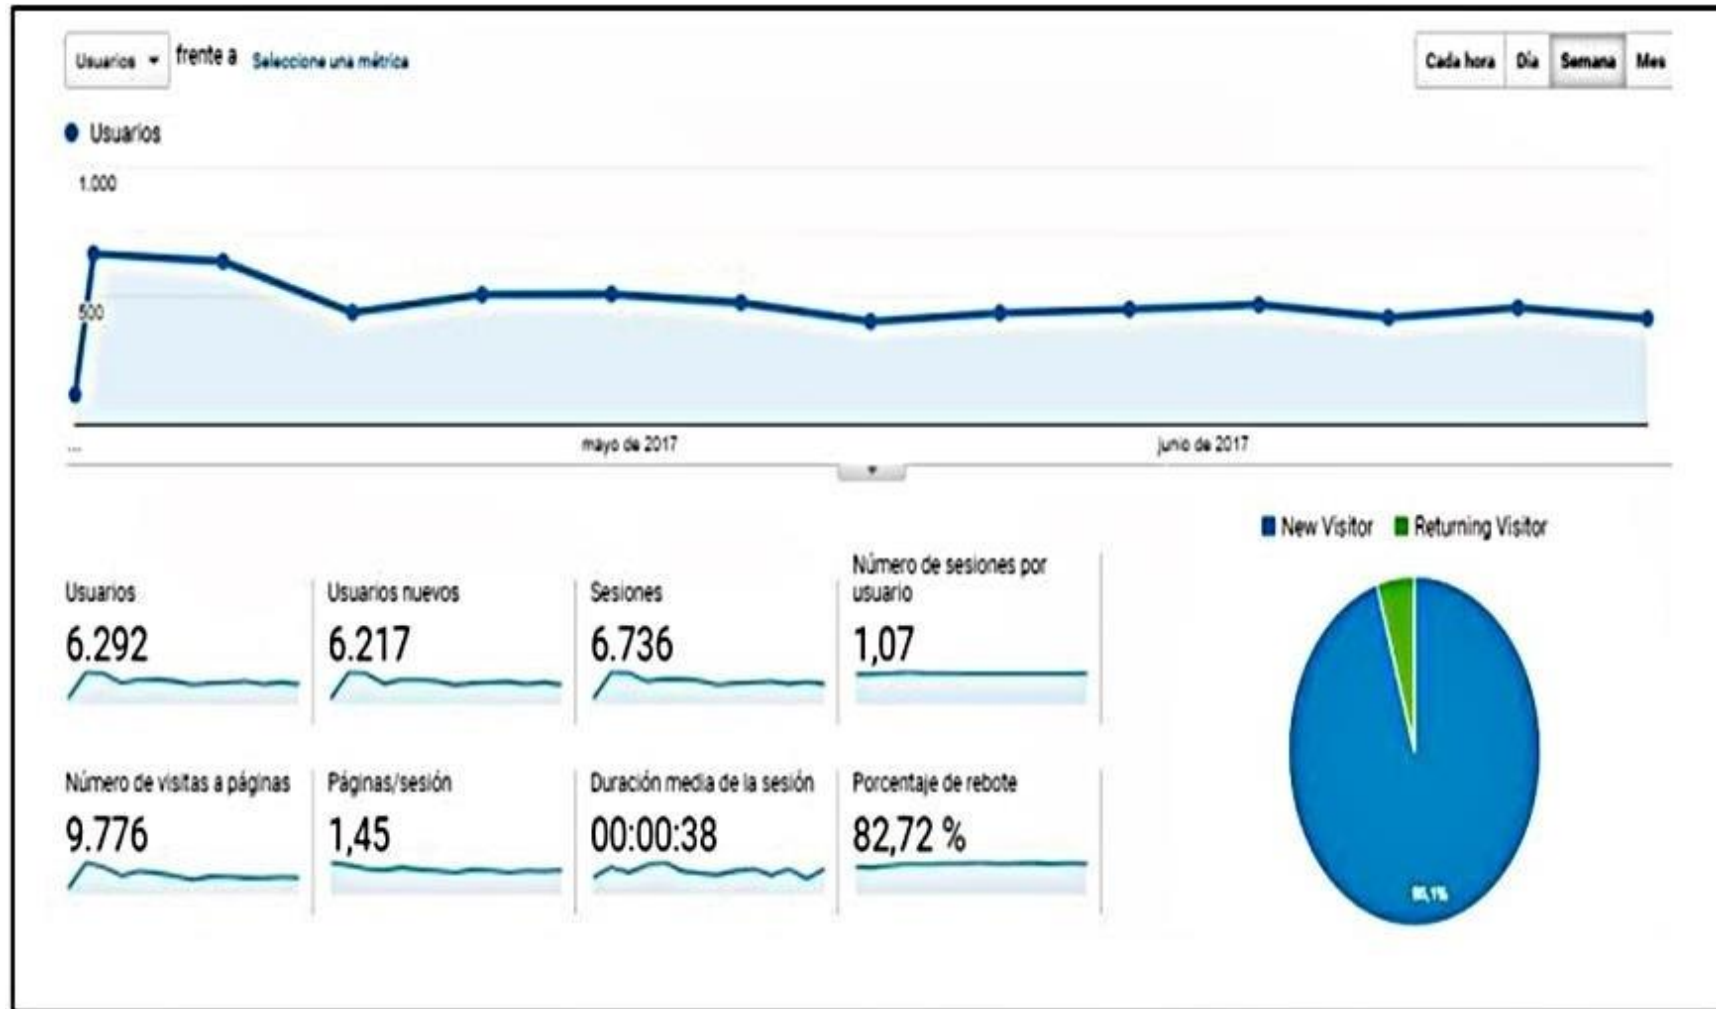 Usuarios frente a Seleccione una métrica
Cada hora Día Semana Mes
Usuarios
1.000
500
...
mayo de 2017
junio de 2017
New Visitor Returning Visitor
Usuarios
6.292
Usuarios nuevos
6.217
Sesiones
6.736
Número de sesiones por
usuario
1,07
Número de visitas a páginas
9.776
Páginas/sesión
1,45
Duración media de la sesión
00:00:38
Porcentaje de rebote
82,72 %